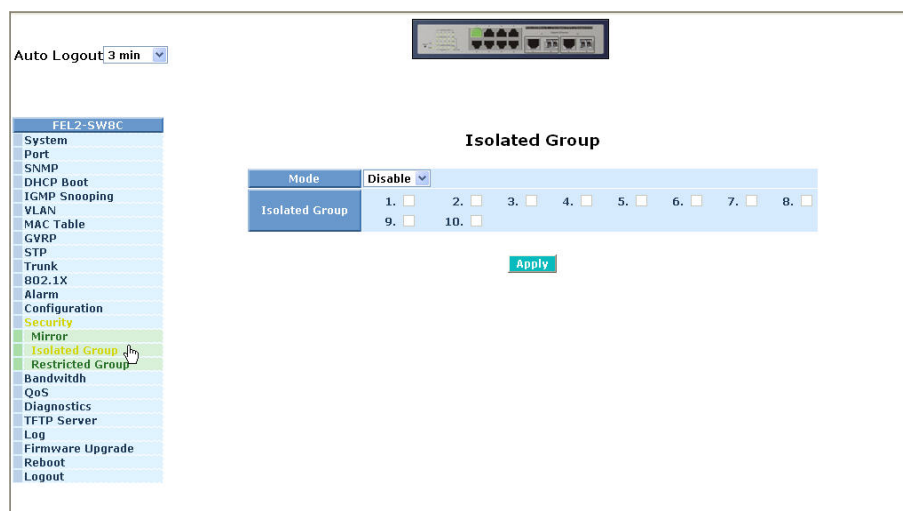 Auto Logout 3 min
FEL2-SW8C
System
Port
SNMP
DHCP Boot
IGMP Snooping
VLAN
MAC Table
GVRP
STP
Trunk
802.1X
Alarm
Configuration
Security
Mirror
Isolated Group
Restricted Group
Bandwitdh
QoS
Diagnostics
TFTP Server
Log
Firmware Upgrade
Reboot
Logout
Isolated Group
Mode Disable
Isolated Group 1. 2. 3. 4. 5. 6. 7. 8.
9. 10.
Apply